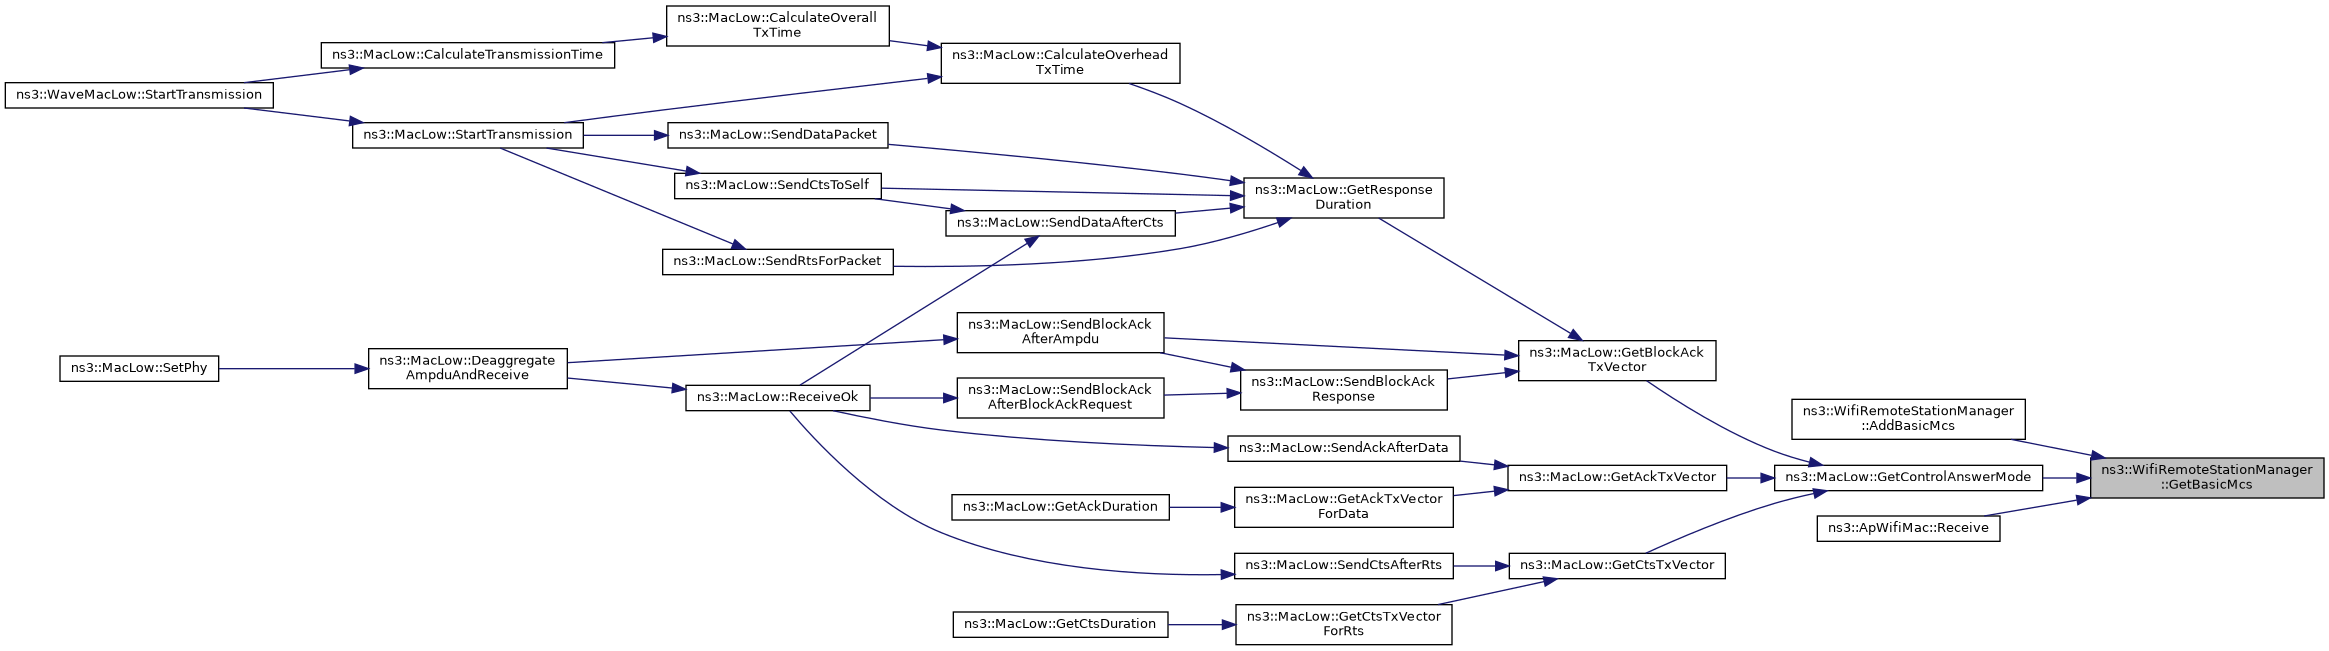 ns3::MacLow::CalculateOverall
TxTime
ns3::MacLow::CalculateTransmissionTime
ns3::MacLow::CalculateOverhead
TxTime
ns3::WaveMacLow::StartTransmission
ns3::MacLow::StartTransmission
ns3::MacLow::SendDataPacket
ns3::MacLow::SendCtsToSelf
ns3::MacLow::GetResponse
Duration
ns3::MacLow::SendDataAfterCts
ns3::MacLow::SendRtsForPacket
ns3::MacLow::SendBlockAck
AfterAmpdu
ns3::MacLow::GetBlockAck
TxVector
ns3::MacLow::SetPhy
ns3::MacLow::Deaggregate
AmpduAndReceive
ns3::MacLow::SendBlockAck
Response
ns3::MacLow::ReceiveOk
ns3::MacLow::SendBlockAck
AfterBlockAckRequest
ns3::WifiRemoteStationManager
::AddBasicMcs
ns3::MacLow::SendAckAfterData
ns3::MacLow::GetAckTxVector
ns3::MacLow::GetControlAnswerMode
ns3::WifiRemoteStationManager
::GetBasicMcs
ns3::MacLow::GetAckDuration
ns3::MacLow::GetAckTxVector
ForData
ns3::ApWifiMac::Receive
ns3::MacLow::SendCtsAfterRts
ns3::MacLow::GetCtsTxVector
ns3::MacLow::GetCtsDuration
ns3::MacLow::GetCtsTxVector
ForRts